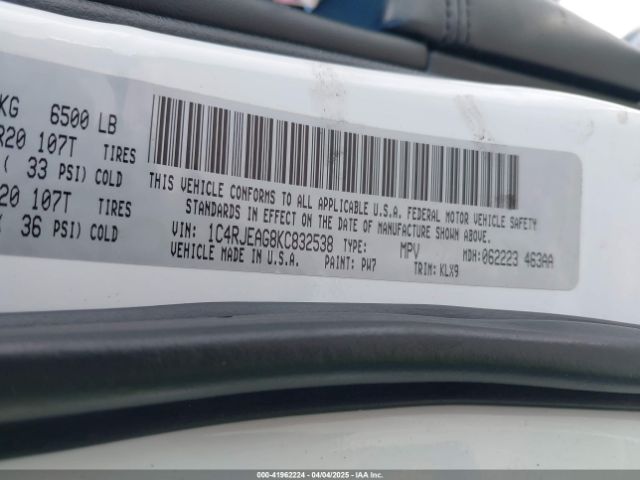 KG 6500 LB
R20 107T TIRES
( 33 PSI) COLD
20 107T TIRES
( 36 PSI) COLD
THIS VEHICLE CONFORMS TO ALL APPLICABLE U.S.A. FEDERAL MOTOR VEHICLE SAFETY
STANDARDS IN EFFECT ON THE DATE OF MANUFACTURE SHOWN ABOVE.
VIN: 1C4RJEAG8KC832538 TYPE: MPV MDH: 062223 463AA
VEHICLE MADE IN U.S.A. PAINT: PW7 TRIM: KLX9
000-41962224 - 04/04/2025 - IAAI.COM